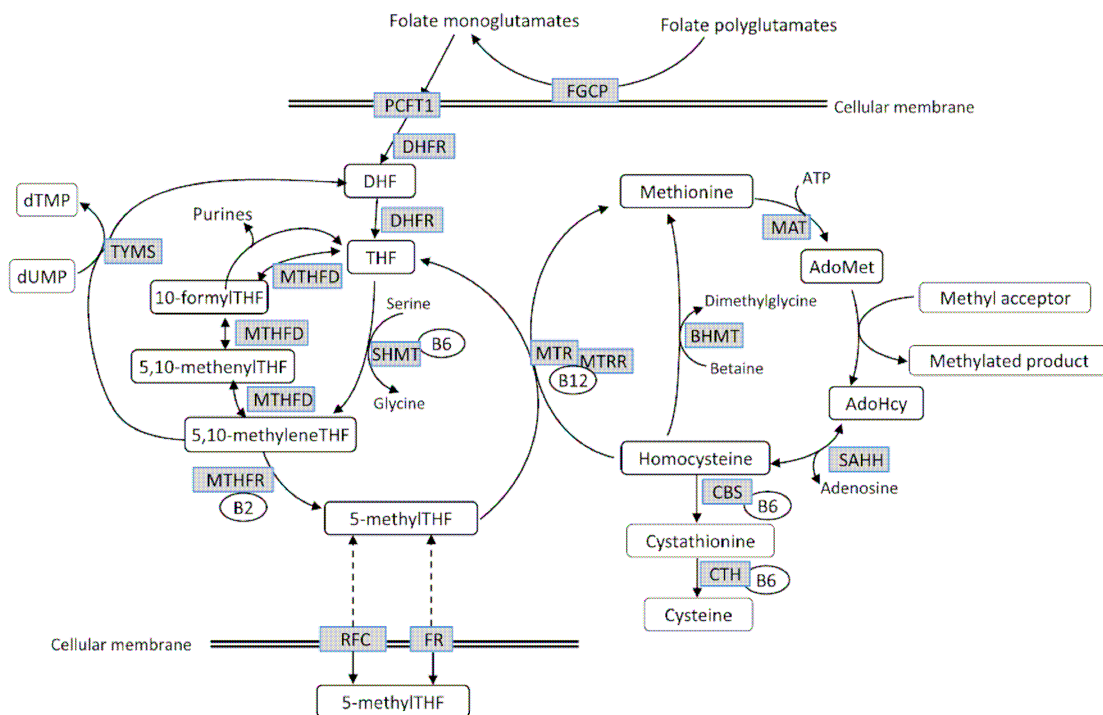 Folate monoglutamates
Folate polyglutamates
FGCP
PCFT1
Cellular membrane
DHFR
DHF
Methionine
ATP
dTMP
Purines
DHFR
MAT
TYMS
THF
AdoMet
dUMP
MTHFD
10-formylTHF
Serine
Dimethylglycine
Methyl acceptor
MTHFD
B6
BHMT
SHMT
MTR
MTRR
Methylated product
5,10-methenylTHF
Betaine
B12
MTHFD
Glycine
AdoHcy
5,10-methyleneTHF
Homocysteine
SAHH
MTHFR
Adenosine
CBS
B6
B2
5-methylTHF
Cystathionine
CTH
B6
Cysteine
Cellular membrane
RFC
FR
5-methylTHF